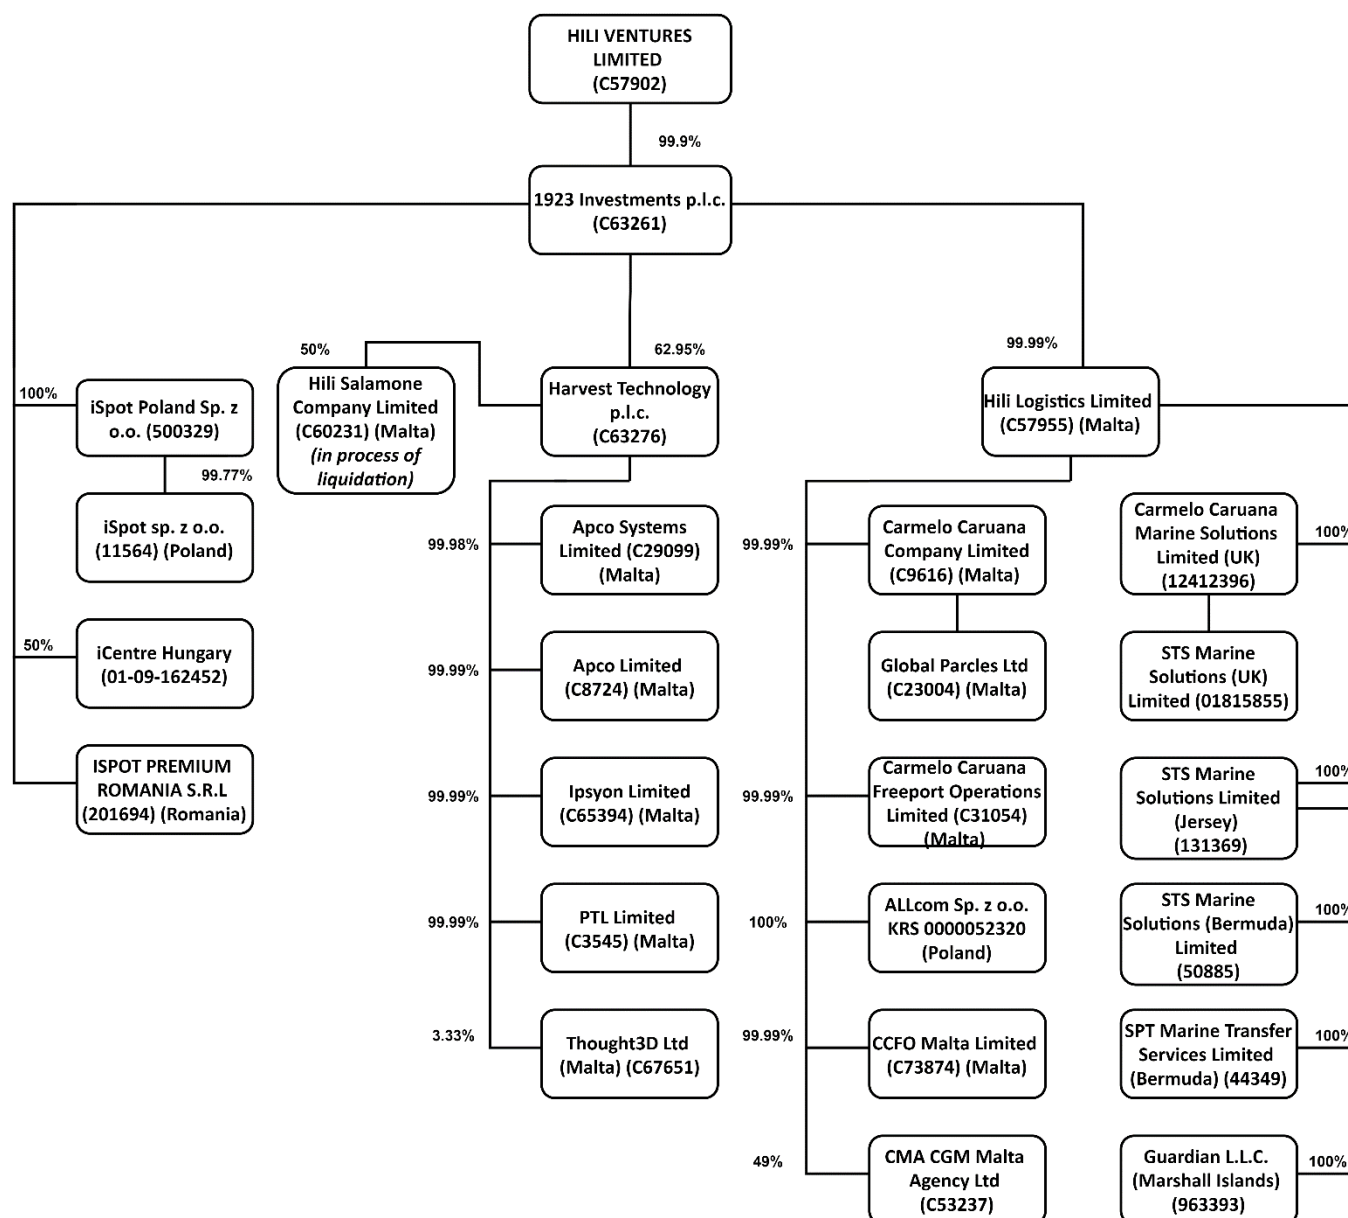 HILI VENTURES
LIMITED
(C57902)
99.9%
1923 Investments p.l.c.
(C63261)
50%
62.95%
99.99%
100%
iSpot Poland Sp. z
o.o. (500329)
99.77%
iSpot sp. z o.o.
(11564) (Poland)
50%
iCentre Hungary
(01-09-162452)
ISPOT PREMIUM
ROMANIA S.R.L
(201694) (Romania)
Hili Salamone
Company Limited
(C60231) (Malta)
(in process of
liquidation)
Harvest Technology
p.l.c.
(C63276)
99.98%
Apco Systems
Limited (C29099)
(Malta)
99.99%
Apco Limited
(C8724) (Malta)
99.99%
Ipsyon Limited
(C65394) (Malta)
99.99%
PTL Limited
(C3545) (Malta)
3.33%
Thought3D Ltd
(Malta) (C67651)
Hili Logistics Limited
(C57955) (Malta)
99.99%
Carmelo Caruana
Company Limited
(C9616) (Malta)
Global Parcles Ltd
(C23004) (Malta)
99.99%
Carmelo Caruana
Freeport Operations
Limited (C31054)
(Malta)
100%
ALLcom Sp. z o.o.
KRS 0000052320
(Poland)
99.99%
CCFO Malta Limited
(C73874) (Malta)
49%
CMA CGM Malta
Agency Ltd
(C53237)
Carmelo Caruana
Marine Solutions
Limited (UK)
(12412396)
100%
STS Marine
Solutions (UK)
Limited (01815855)
STS Marine
Solutions Limited
(Jersey)
(131369)
100%
STS Marine
Solutions (Bermuda)
Limited
(50885)
100%
SPT Marine Transfer
Services Limited
(Bermuda) (44349)
100%
Guardian L.L.C.
(Marshall Islands)
(963393)
100%